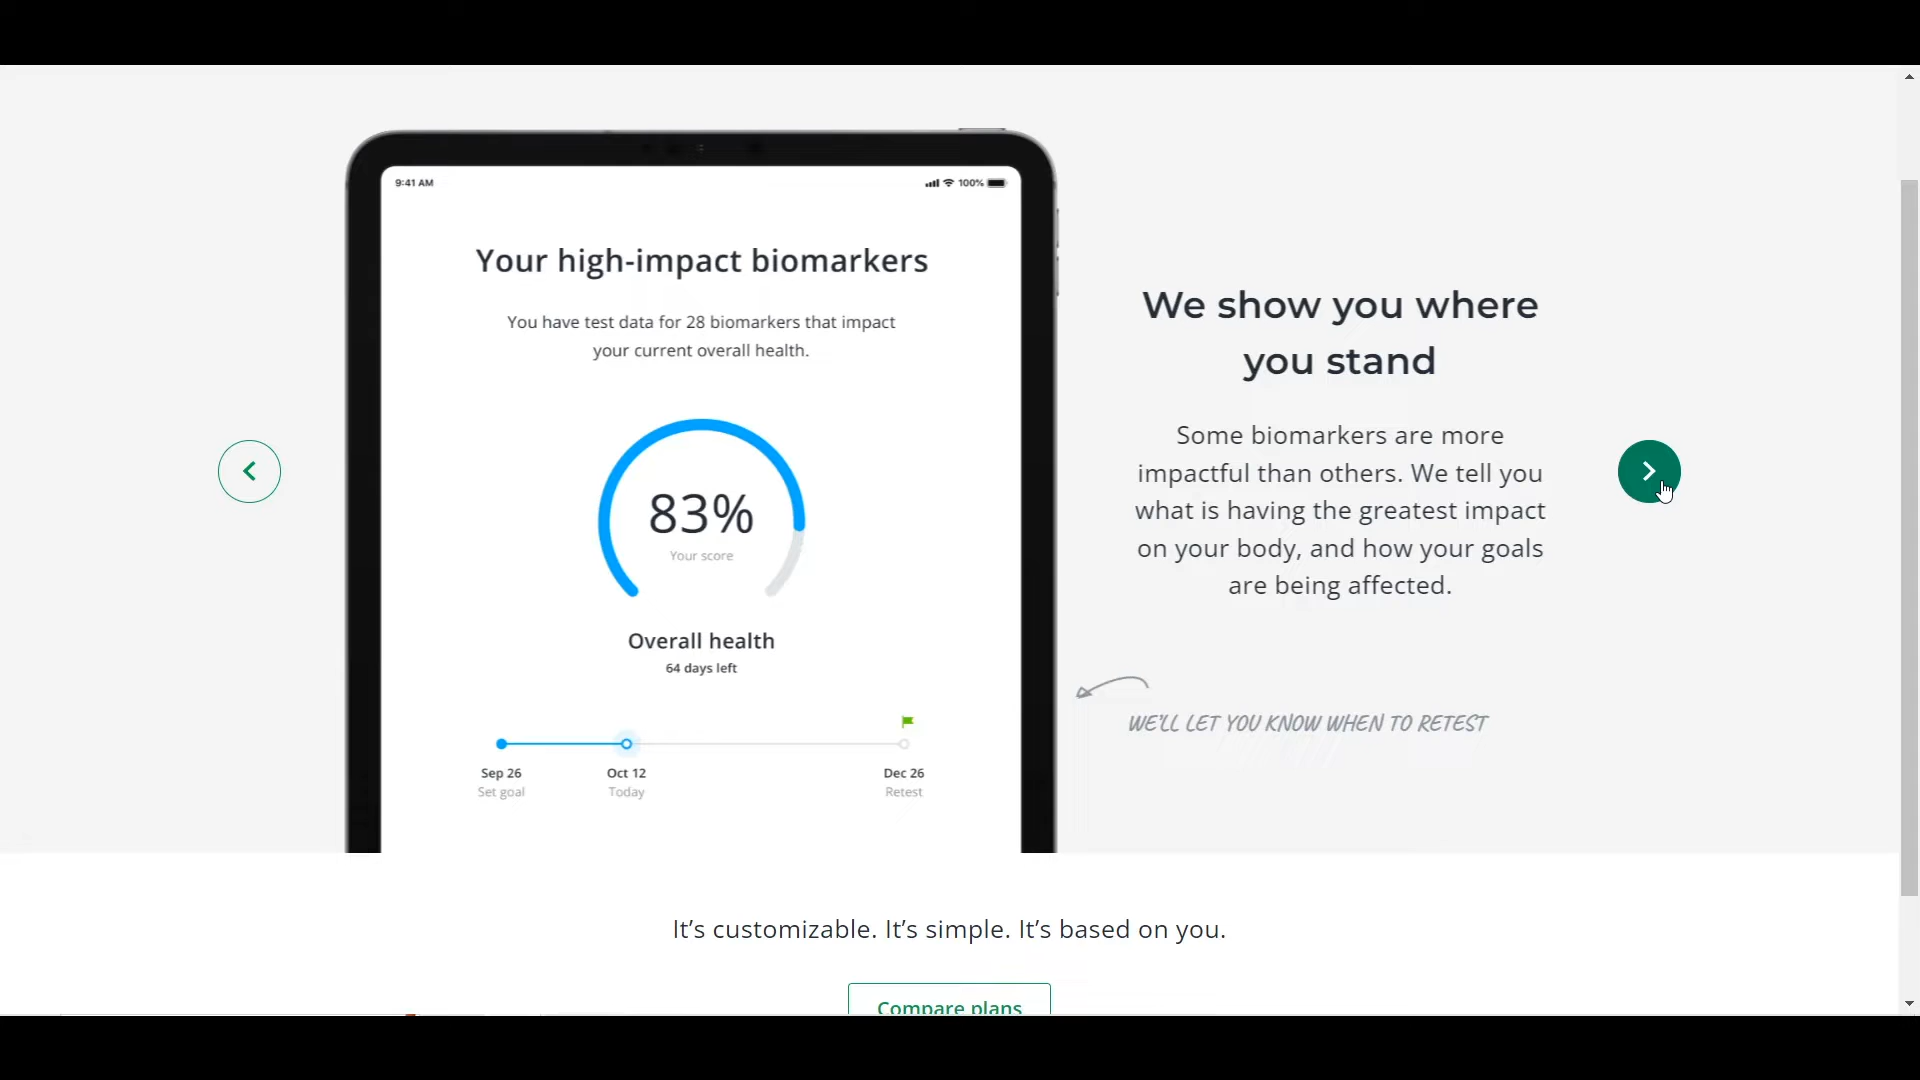 9:41 AM
100%
Your high-impact biomarkers
You have test data for 28 biomarkers that impact
your current overall health.
83%
Your score
Overall health
64 days left
Sep 26
Set goal
Oct 12
Today
Dec 26
Retest
We show you where
you stand
Some biomarkers are more
impactful than others. We tell you
what is having the greatest impact
on your body, and how your goals
are being affected.
WE'LL LET YOU KNOW WHEN TO RETEST
It’s customizable. It’s simple. It’s based on you.
Compare plans